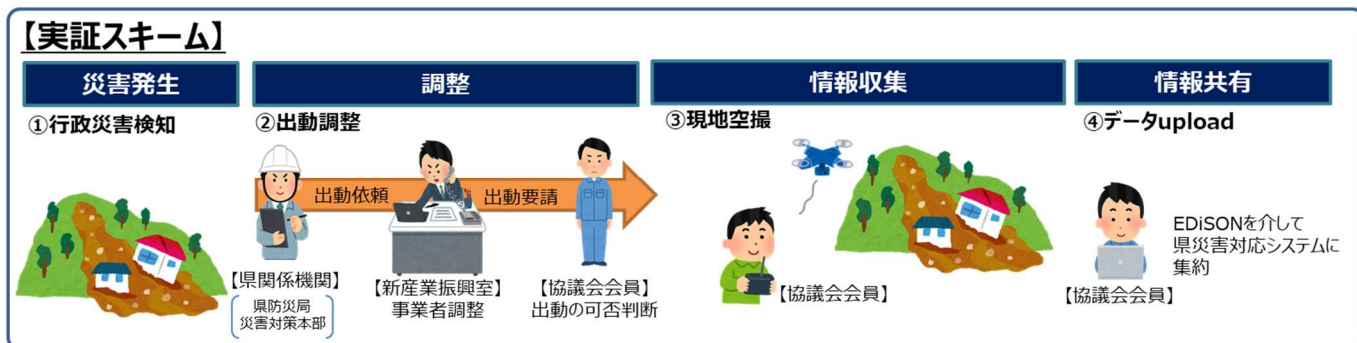 【実証スキーム】
災害発生
調整
情報収集
情報共有
①行政災害検知
②出動調整
③現地空撮
④データupload
出動依頼
出動要請
【県関係機関】
県防災局
災害対策本部
【新産業振興室】
事業者調整
【協議会会員】
出動の可否判断
【協議会会員】
【協議会会員】
EDiSONを介して
県災害対応システムに
集約